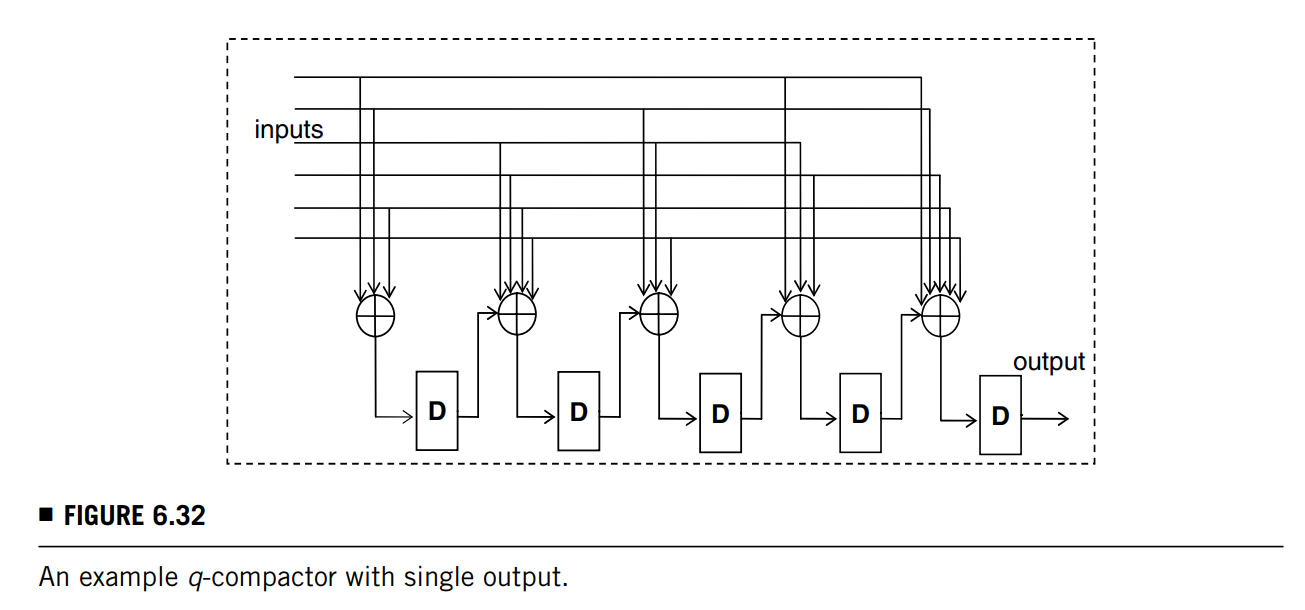 inputs
output
D D D D D
■ FIGURE 6.32
An example q-compactor with single output.